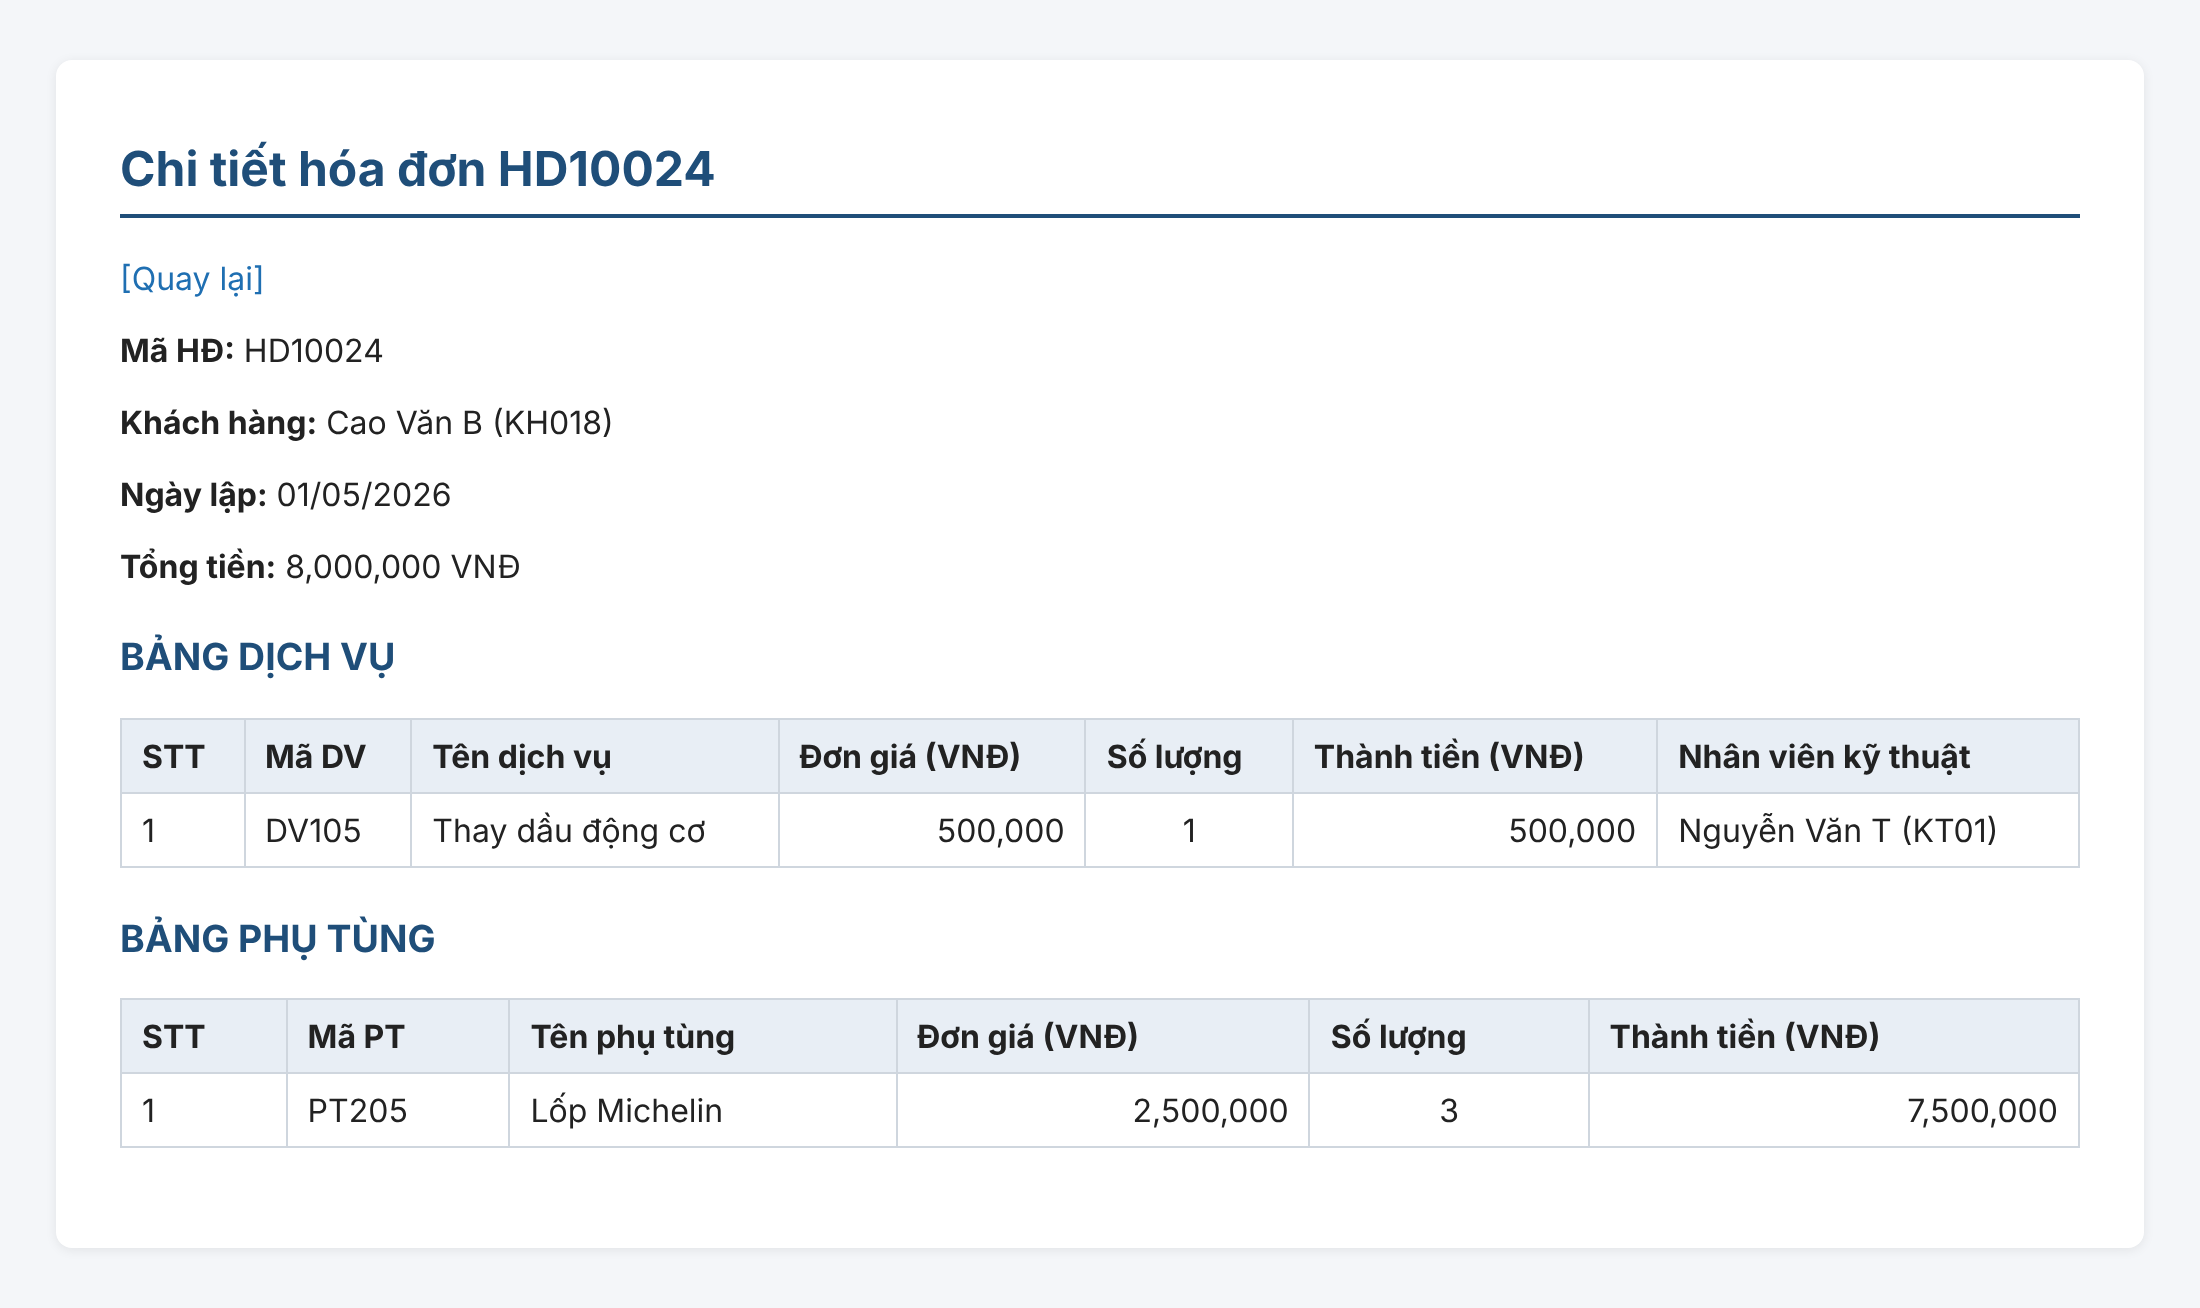 Chi tiết hóa đơn HD10024
[Quay lại]
Mã HĐ: HD10024
Khách hàng: Cao Văn B (KH018)
Ngày lập: 01/05/2026
Tổng tiền: 8,000,000 VNĐ
BẢNG DỊCH VỤ
STT Mã DV Tên dịch vụ Đơn giá (VNĐ) Số lượng Thành tiền (VNĐ) Nhân viên kỹ thuật
1 DV105 Thay dầu động cơ 500,000 1 500,000 Nguyễn Văn T (KT01)
BẢNG PHỤ TÙNG
STT Mã PT Tên phụ tùng Đơn giá (VNĐ) Số lượng Thành tiền (VNĐ)
1 PT205 Lốp Michelin 2,500,000 3 7,500,000